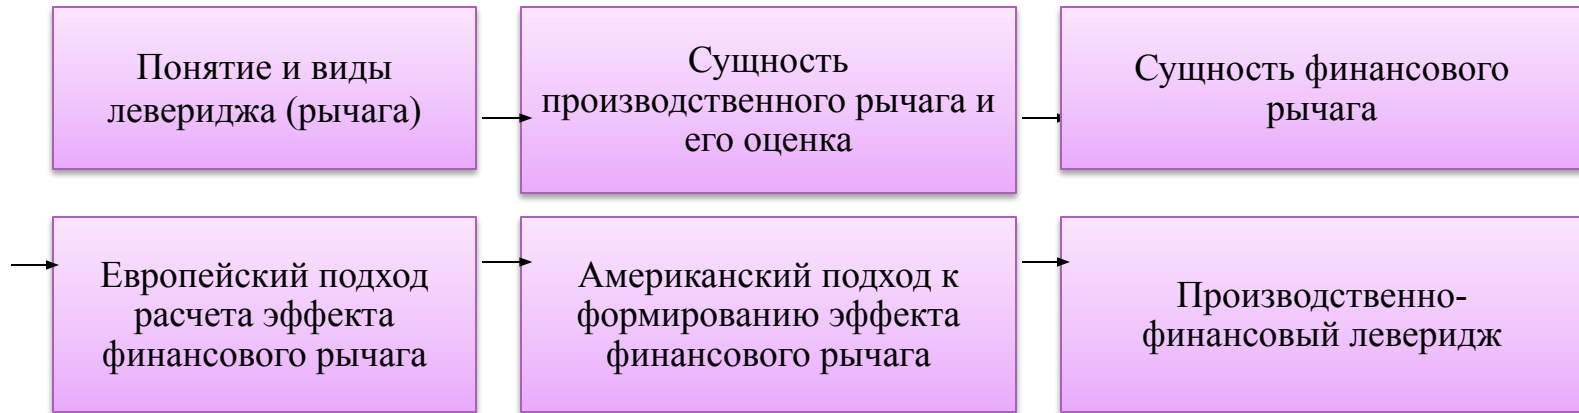 Понятие и виды
левериджа (рычага)
Сущность
производственного рычага и
его оценка
Сущность финансового
рычага
Европейский подход
расчета эффекта
финансового рычага
Американский подход к
формированию эффекта
финансового рычага
Производственно-
финансовый леверидж